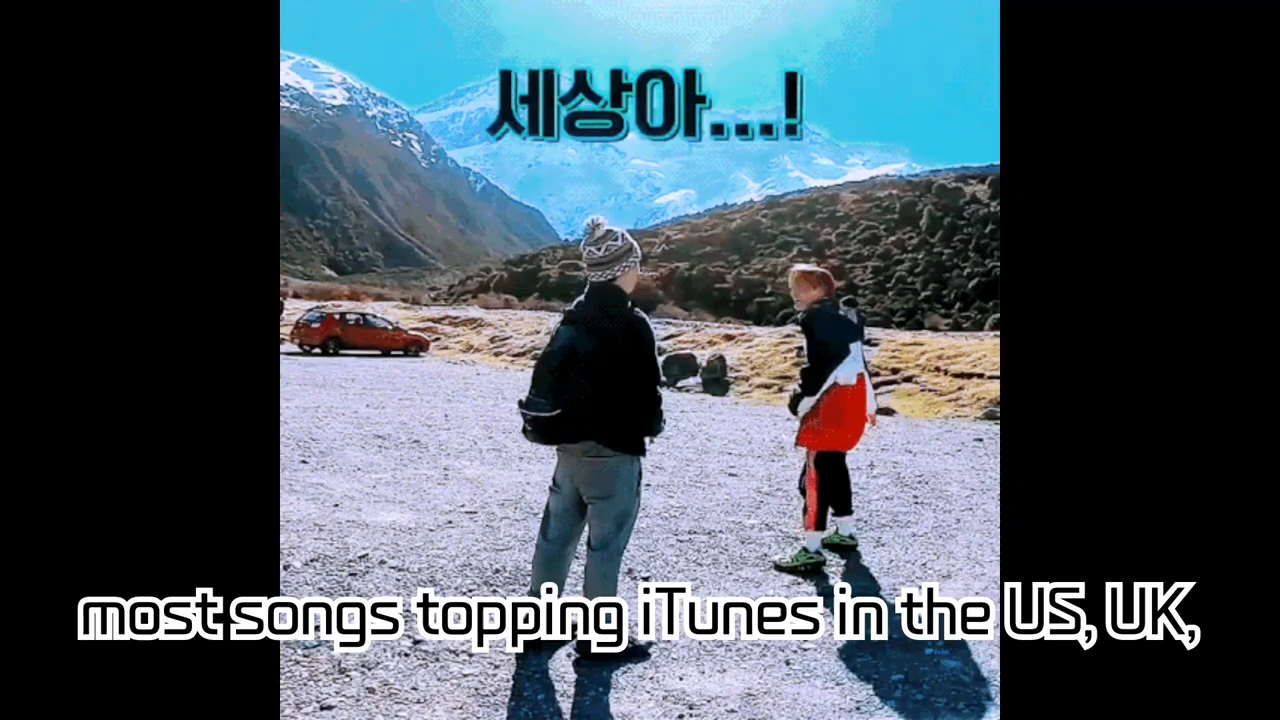 세상아...!
most songs topping iTunes in the US, UK,